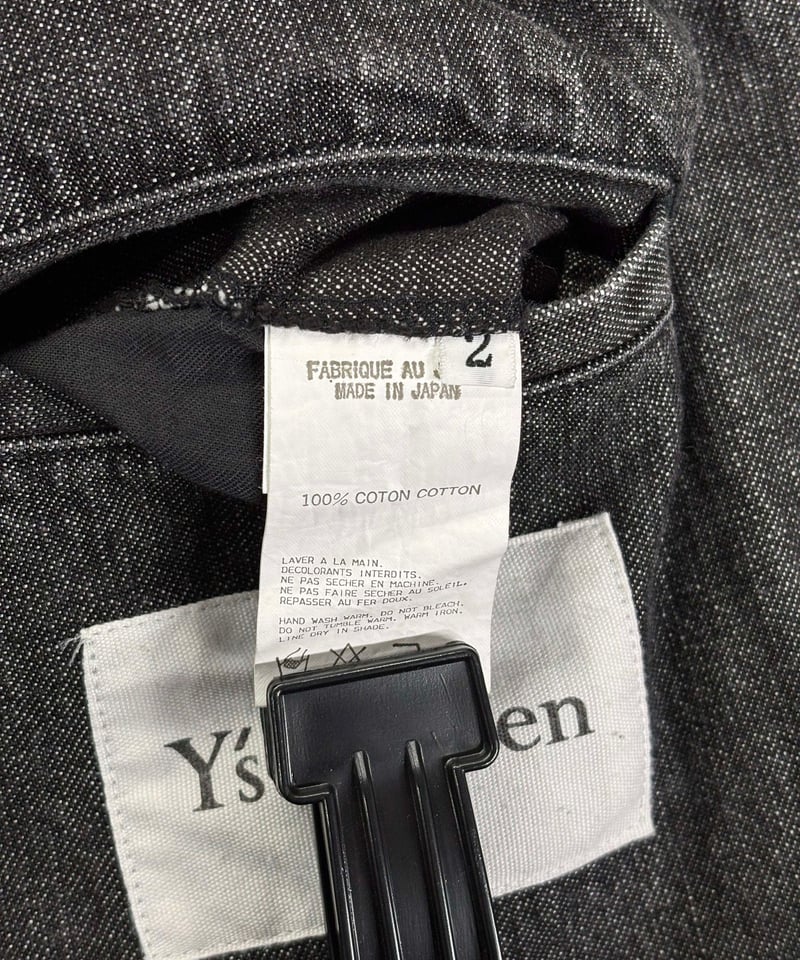 2
FABRIQUE AU J
MADE IN JAPAN
100% COTON COTTON
LAVER A LA MAIN.
DECOLORANTS INTERDITS.
NE PAS SECHER EN MACHINE.
NE PAS FAIRE SECHER AU SOLEIL.
REPASSER AU FER DOUX.
HAND WASH WARM. DO NOT BLEACH.
DO NOT TUMBLE WARM. WARM IRON.
LINE DRY IN SHADE.
Y's en